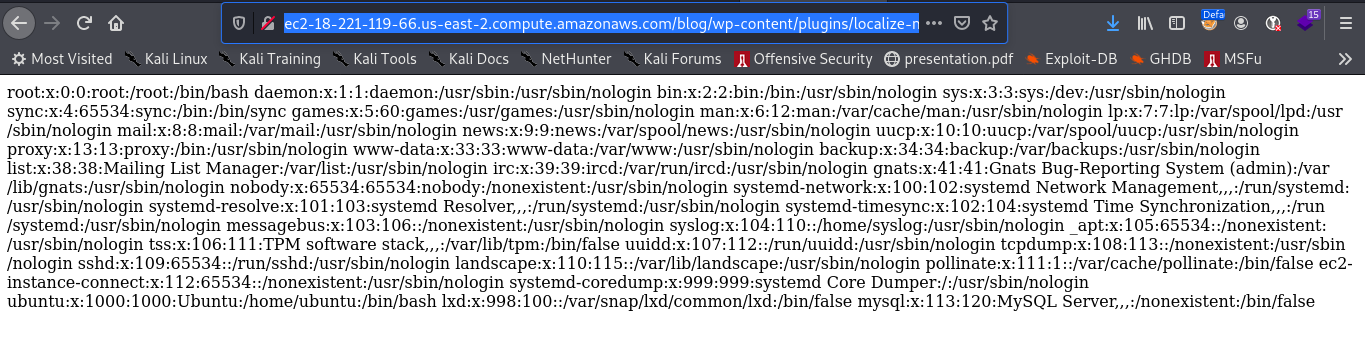 ec2-18-221-119-66.us-east-2.compute.amazonaws.com/blog/wp-content/plugins/localize-m
Defa
15
Most Visited Kali Linux Kali Training Kali Tools Kali Docs NetHunter Kali Forums Offensive Security presentation.pdf Exploit-DB GHDB MSFu
root:x:0:0:root:/root:/bin/bash daemon:x:1:1:daemon:/usr/sbin:/usr/sbin/nologin bin:x:2:2:bin:/bin:/usr/sbin/nologin sys:x:3:3:sys:/dev:/usr/sbin/nologin
sync:x:4:65534:sync:/bin:/bin/sync games:x:5:60:games:/usr/games:/usr/sbin/nologin man:x:6:12:man:/var/cache/man:/usr/sbin/nologin lp:x:7:7:lp:/var/spool/lpd:/usr
/sbin/nologin mail:x:8:8:mail:/var/mail:/usr/sbin/nologin news:x:9:9:news:/var/spool/news:/usr/sbin/nologin uucp:x:10:10:uucp:/var/spool/uucp:/usr/sbin/nologin
proxy:x:13:13:proxy:/bin:/usr/sbin/nologin www-data:x:33:33:www-data:/var/www:/usr/sbin/nologin backup:x:34:34:backup:/var/backups:/usr/sbin/nologin
list:x:38:38:Mailing List Manager:/var/list:/usr/sbin/nologin irc:x:39:39:ircd:/var/run/ircd:/usr/sbin/nologin gnats:x:41:41:Gnats Bug-Reporting System (admin):/var
/lib/gnats:/usr/sbin/nologin nobody:x:65534:65534:nobody:/nonexistent:/usr/sbin/nologin systemd-network:x:100:102:systemd Network Management,,,:/run/systemd:
/usr/sbin/nologin systemd-resolve:x:101:103:systemd Resolver,,,:/run/systemd:/usr/sbin/nologin systemd-timesync:x:102:104:systemd Time Synchronization,,,:/run
/systemd:/usr/sbin/nologin messagebus:x:103:106::/nonexistent:/usr/sbin/nologin syslog:x:104:110::/home/syslog:/usr/sbin/nologin _apt:x:105:65534::/nonexistent:
/usr/sbin/nologin tss:x:106:111:TPM software stack,,,:/var/lib/tpm:/bin/false uuidd:x:107:112::/run/uuidd:/usr/sbin/nologin tcpdump:x:108:113::/nonexistent:/usr/sbin
/nologin sshd:x:109:65534::/run/sshd:/usr/sbin/nologin landscape:x:110:115::/var/lib/landscape:/usr/sbin/nologin pollinate:x:111:1::/var/cache/pollinate:/bin/false ec2-
instance-connect:x:112:65534::/nonexistent:/usr/sbin/nologin systemd-coredump:x:999:999:systemd Core Dumper:/:/usr/sbin/nologin
ubuntu:x:1000:1000:Ubuntu:/home/ubuntu:/bin/bash lxd:x:998:100::/var/snap/lxd/common/lxd:/bin/false mysql:x:113:120:MySQL Server,,,:/nonexistent:/bin/false